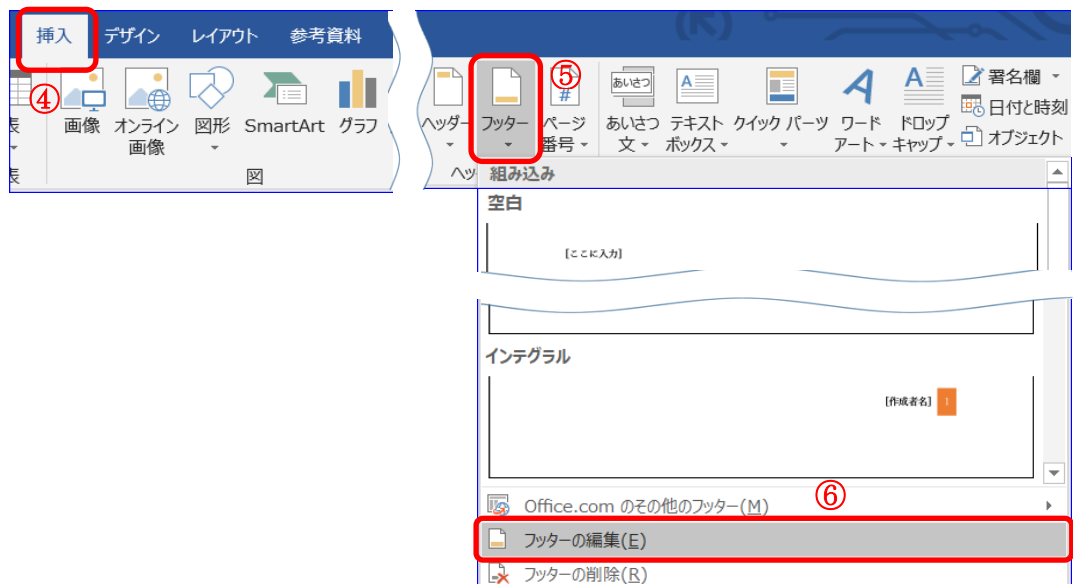 挿入 デザイン レイアウト 参考資料
④ ⑤
画像 オンライン 画像 図形 SmartArt グラフ
ヘッダー フッター ページ 番号 あいさつ 文 テキスト ボックス クイック パーツ ワード アート ドロップ キャップ
署名欄
日付と時刻
オブジェクト
表 図 ヘッ
組み込み
空白
[ここに入力]
インテグラル
[作成者名] 1
⑥
Office.com のその他のフッター(M)
フッターの編集(E)
フッターの削除(R)